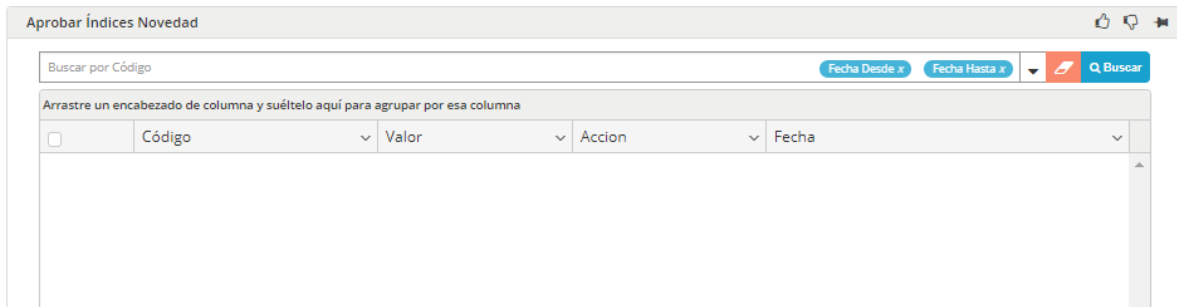 Aprobar Índices Novedad
Buscar por Código Fecha Desde x Fecha Hasta x Buscar
Arrastre un encabezado de columna y suéltelo aquí para agrupar por esa columna
Código Valor Accion Fecha